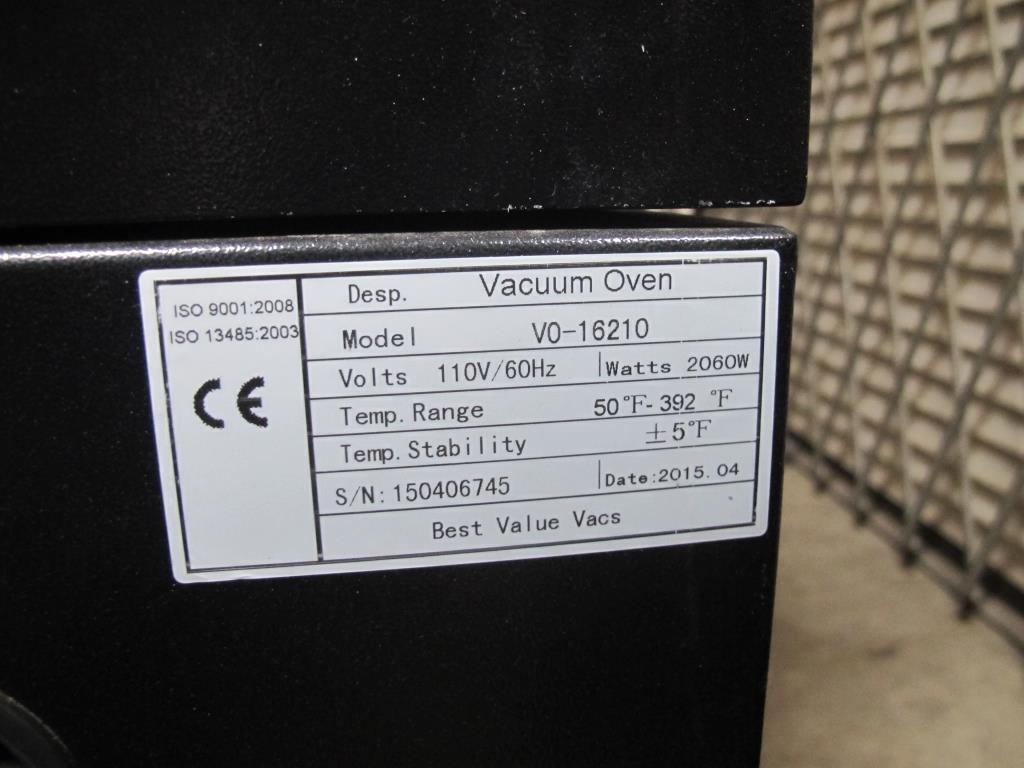 ISO 9001:2008
ISO 13485:2003
CE
Desp. Vacuum Oven
Model VO-16210
Volts 110V/60Hz Watts 2060W
Temp. Range 50°F- 392 °F
Temp. Stability ±5°F
S/N: 150406745 Date:2015.04
Best Value Vacs